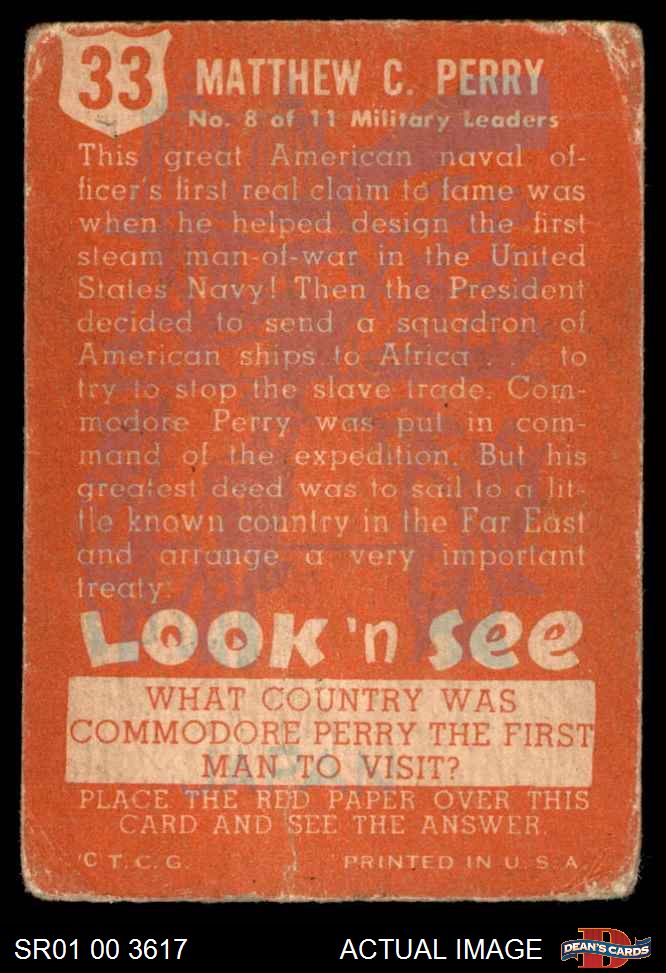 33
MATTHEW C. PERRY
No. 8 of 11 Military Leaders
This great American naval of-
ficer's first real claim to fame was
when he helped design the first
steam man-of-war in the United
States Navy! Then the President
decided to send a squadron of
American ships to Africa . . . to
try to stop the slave trade. Com-
modore Perry was put in com-
mand of the expedition. But his
greatest deed was to sail to a lit-
tle known country in the Far East
and arrange a very important
treaty.
LOOK 'n See
WHAT COUNTRY WAS
COMMODORE PERRY THE FIRST
MAN TO VISIT?
JAPAN
PLACE THE RED PAPER OVER THIS
CARD AND SEE THE ANSWER.
©T.C.G.
PRINTED IN U.S.A.
SR01 00 3617
ACTUAL IMAGE
D
DEAN'S CARDS